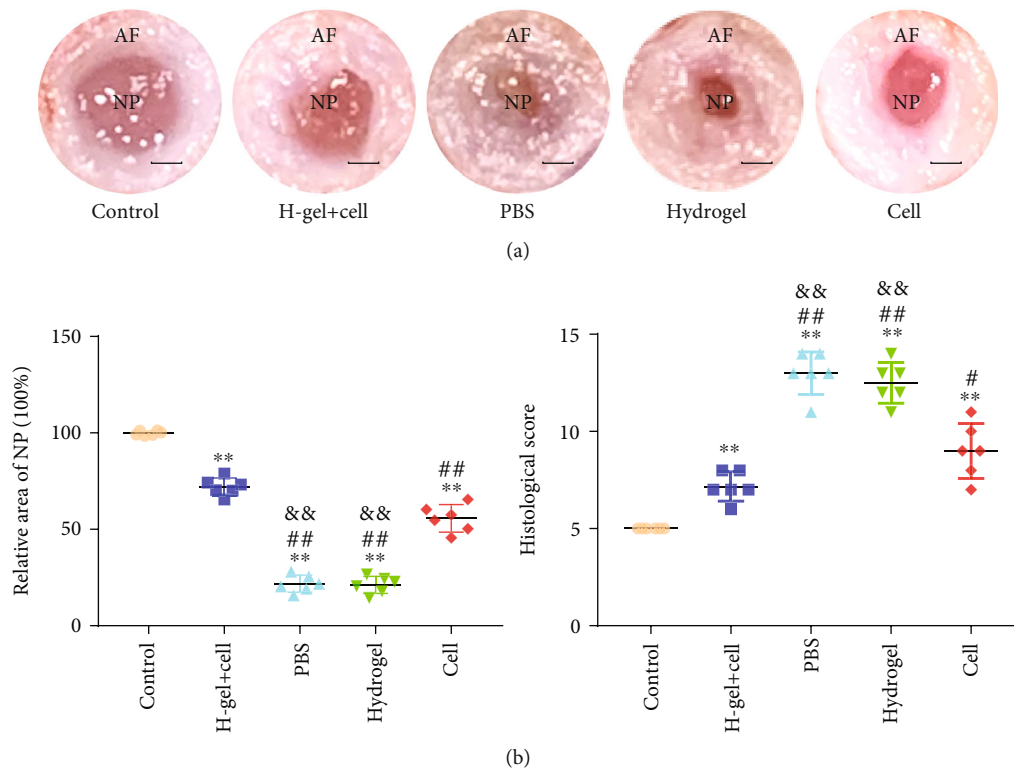 AF AF AF AF AF
NP NP NP NP NP
Control H-gel+cell PBS Hydrogel Cell
(a)
Relative area of NP (100%)
150
100
50
0
**
&&
##
**
&&
##
**
##
**
Control H-gel+cell PBS Hydrogel Cell
Histological score
15
10
5
0
**
&&
##
**
&&
##
**
#
**
Control H-gel+cell PBS Hydrogel Cell
(b)